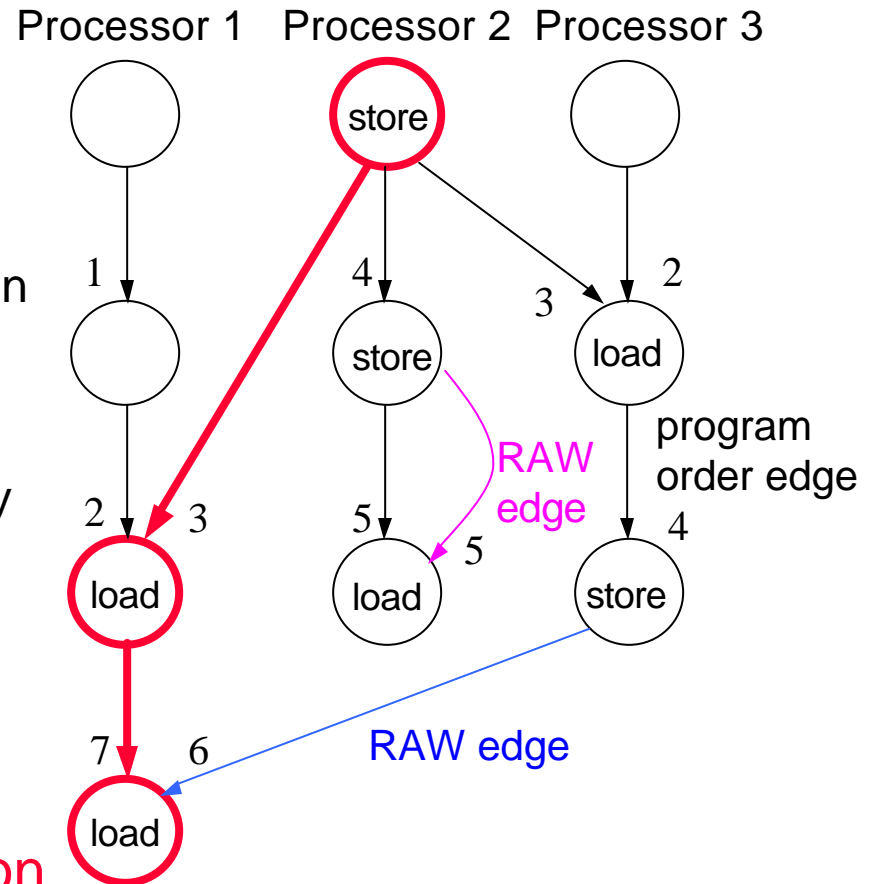 Processor 1 Processor 2 Processor 3
store
1 4 3 2
n
store load
program
order edge
RAW
edge
y
2 3 5 5 4
load load store
7 6 RAW edge
load
on